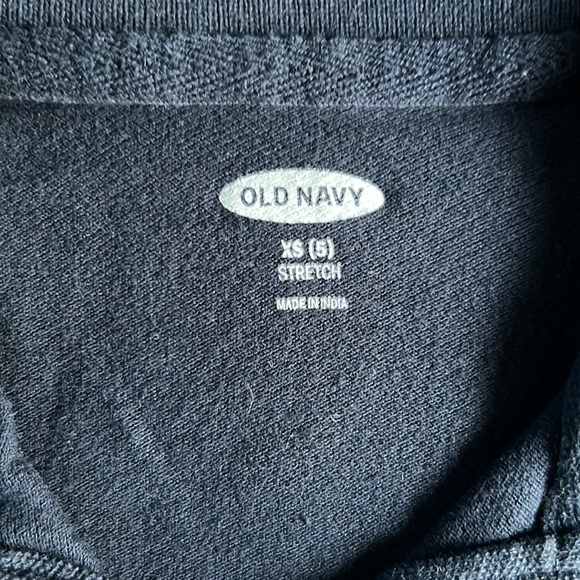 OLD NAVY
XS (5)
STRETCH
MADE IN INDIA